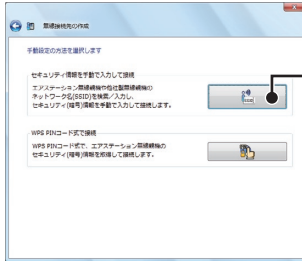 無線接続先の作成
手動設定の方法を選択します
セキュリティ情報を手動で入力して接続
エアステーション無線親機や他社製無線親機の
ネットワーク名(SSID)を検索/入力し、
セキュリティ(暗号)情報を手動で入力して接続します。
WPS PINコード式で接続
WPS PINコード式で、エアステーション無線親機の
セキュリティ(暗号)情報を取得して接続します。